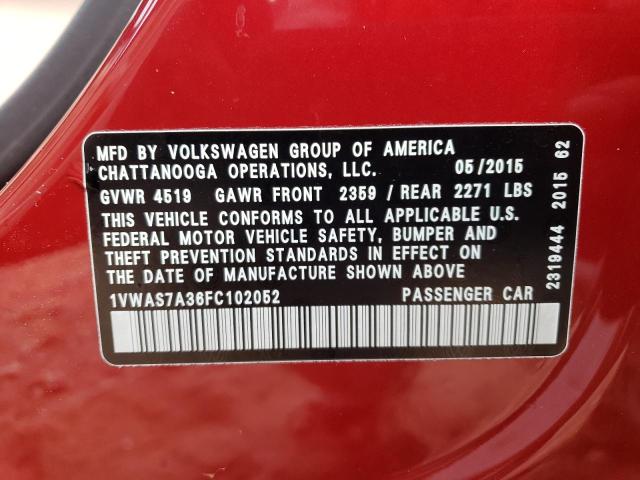 MFD BY VOLKSWAGEN GROUP OF AMERICA
CHATTANOOGA OPERATIONS, LLC. 05/2015
GVWR 4519 GAWR FRONT 2359 / REAR 2271 LBS
THIS VEHICLE CONFORMS TO ALL APPLICABLE U.S.
FEDERAL MOTOR VEHICLE SAFETY, BUMPER AND
THEFT PREVENTION STANDARDS IN EFFECT ON
THE DATE OF MANUFACTURE SHOWN ABOVE
1VWAS7A36FC102052 PASSENGER CAR
2319444 2015 62